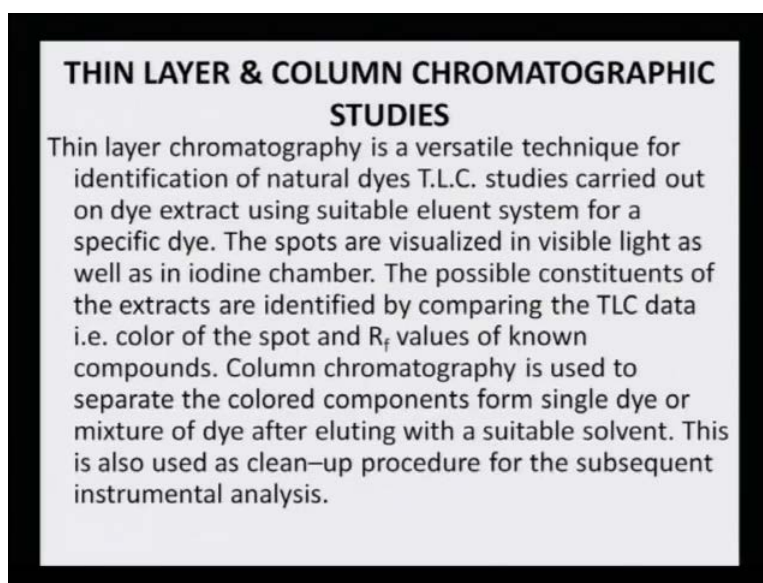 THIN LAYER & COLUMN CHROMATOGRAPHIC
STUDIES
Thin layer chromatography is a versatile technique for
identification of natural dyes T.L.C. studies carried out
on dye extract using suitable eluent system for a
specific dye. The spots are visualized in visible light as
well as in iodine chamber. The possible constituents of
the extracts are identified by comparing the TLC data
i.e. color of the spot and Rf values of known
compounds. Column chromatography is used to
separate the colored components form single dye or
mixture of dye after eluting with a suitable solvent. This
is also used as clean–up procedure for the subsequent
instrumental analysis.